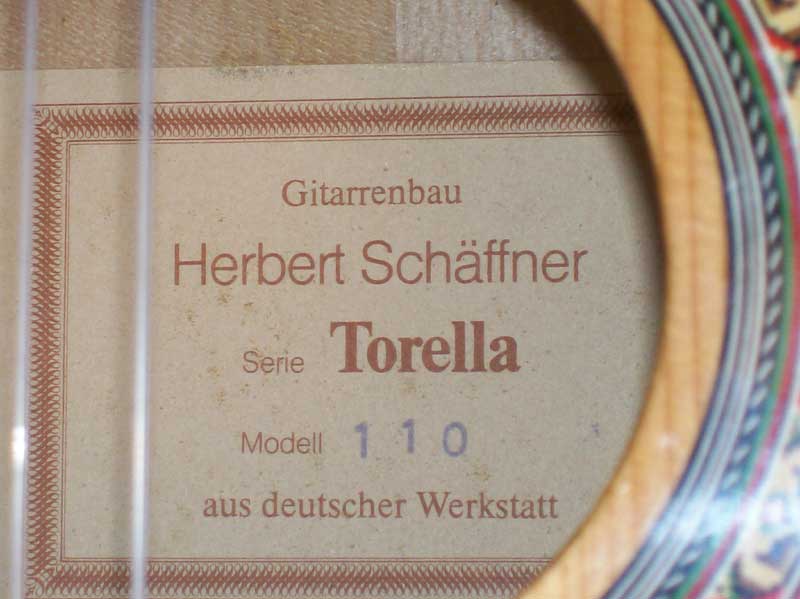 Gitarrenbau
Herbert Schäffner
Serie Torella
Modell 110
aus deutscher Werkstatt